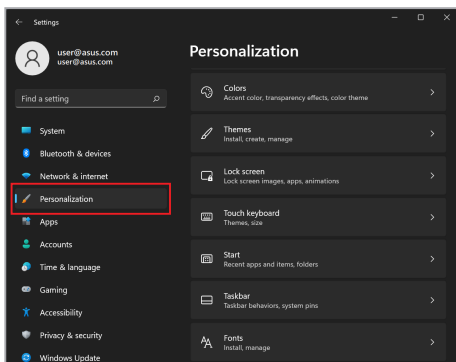 Settings
user@asus.com
user@asus.com
Find a setting
System
Bluetooth & devices
Network & internet
Personalization
Apps
Accounts
Time & language
Gaming
Accessibility
Privacy & security
Windows Update
Personalization
Colors
Accent color, transparency effects, color theme
Themes
Install, create, manage
Lock screen
Lock screen images, apps, animations
Touch keyboard
Themes, size
Start
Recent apps and items, folders
Taskbar
Taskbar behaviors, system pins
Fonts
Install, manage